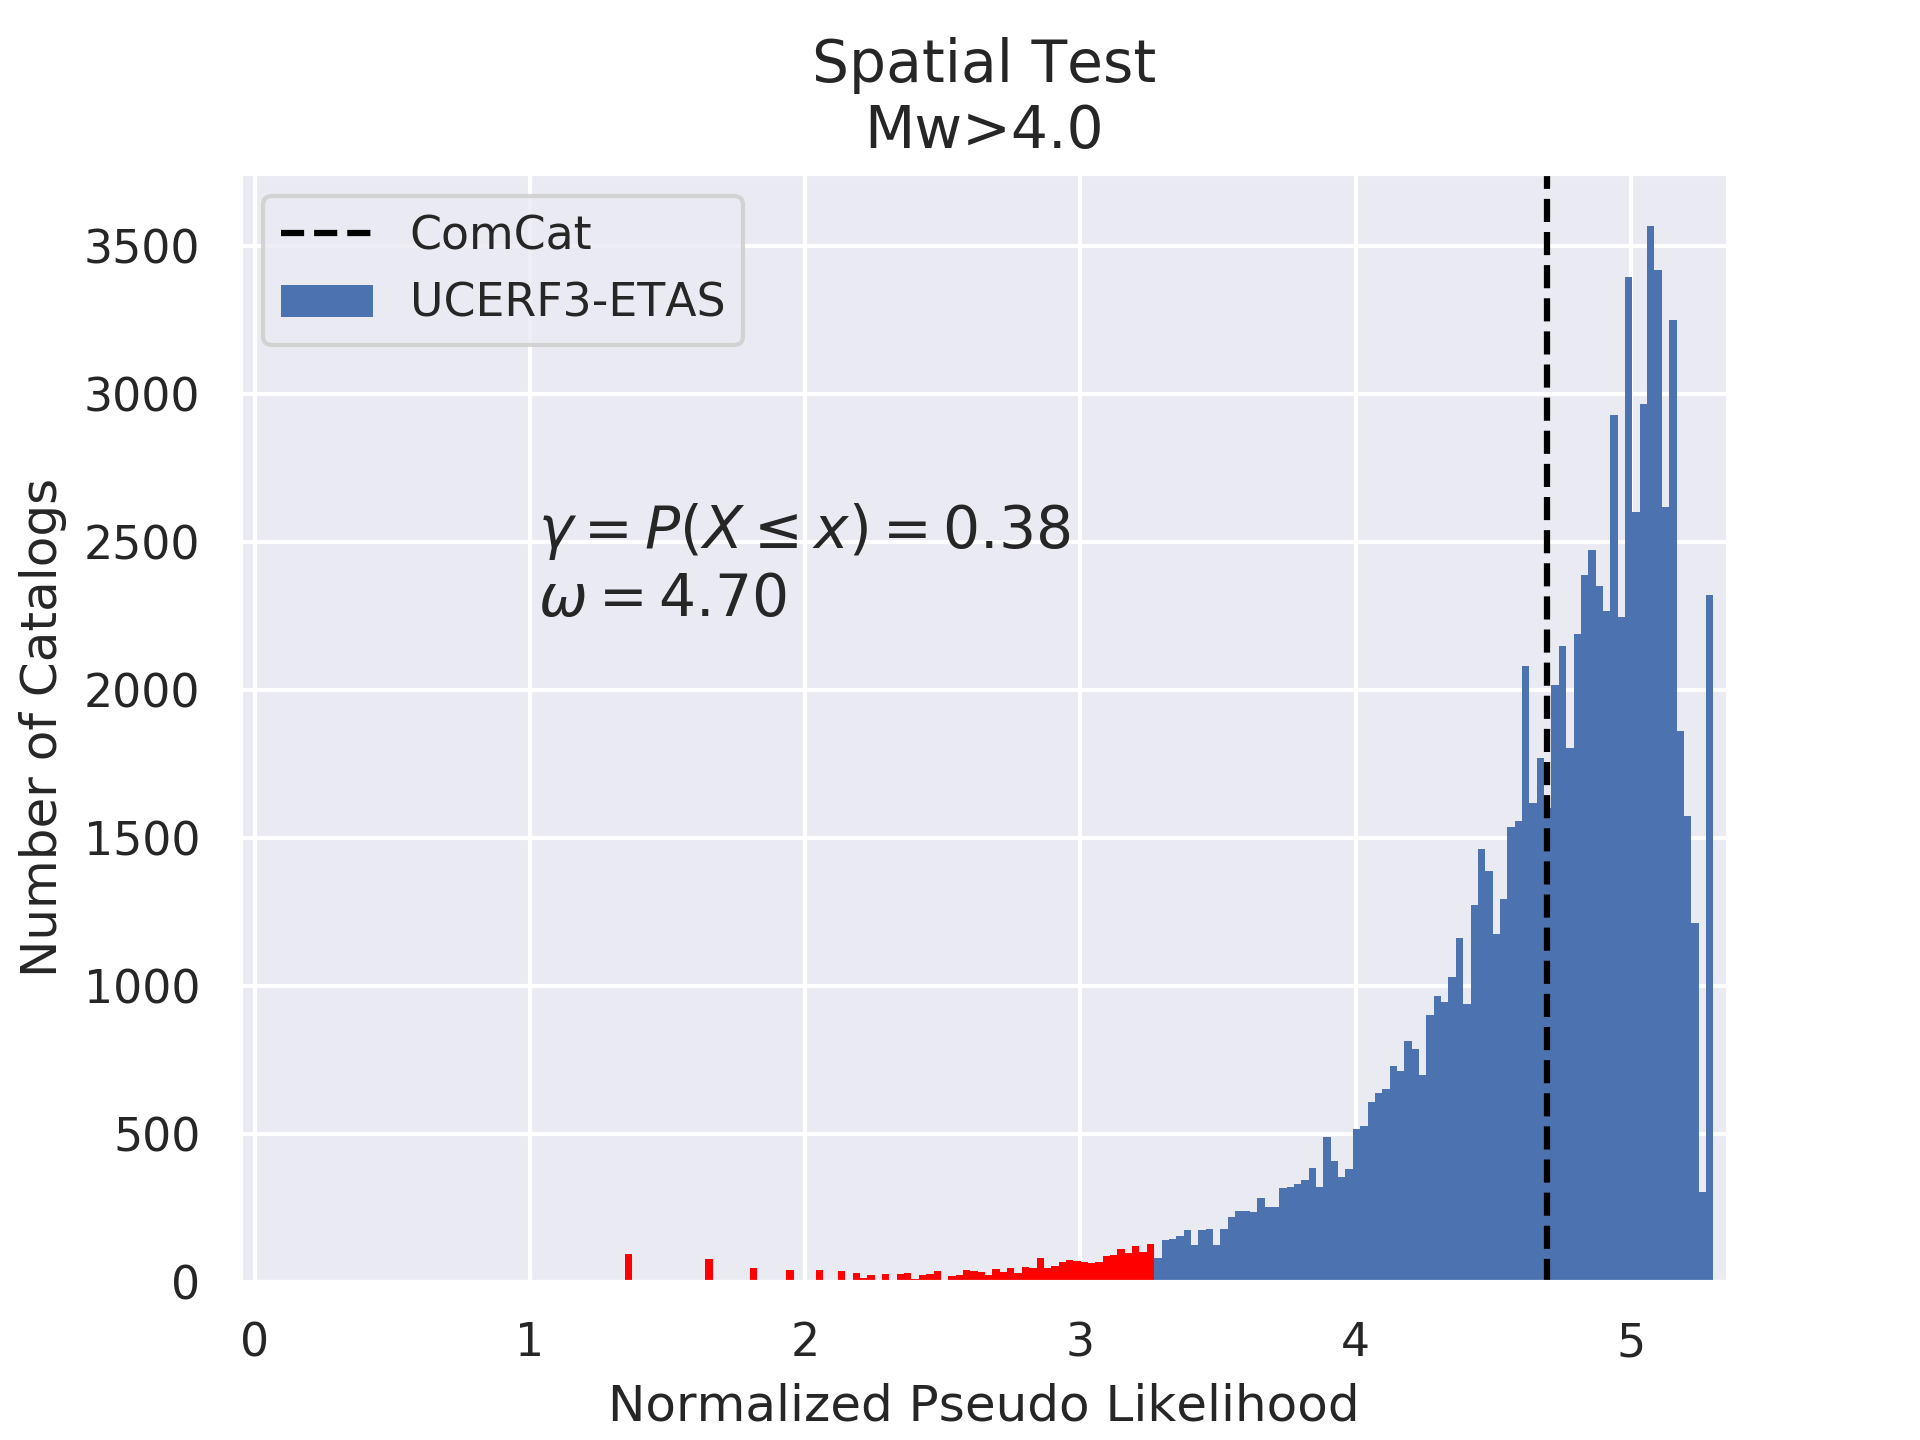 Spatial Test
Mw>4.0
ComCat
UCERF3-ETAS
γ = P(X ≤ x) = 0.38
ω = 4.70
Number of Catalogs
3500
3000
2500
2000
1500
1000
500
0
0 1 2 3 4 5
Normalized Pseudo Likelihood